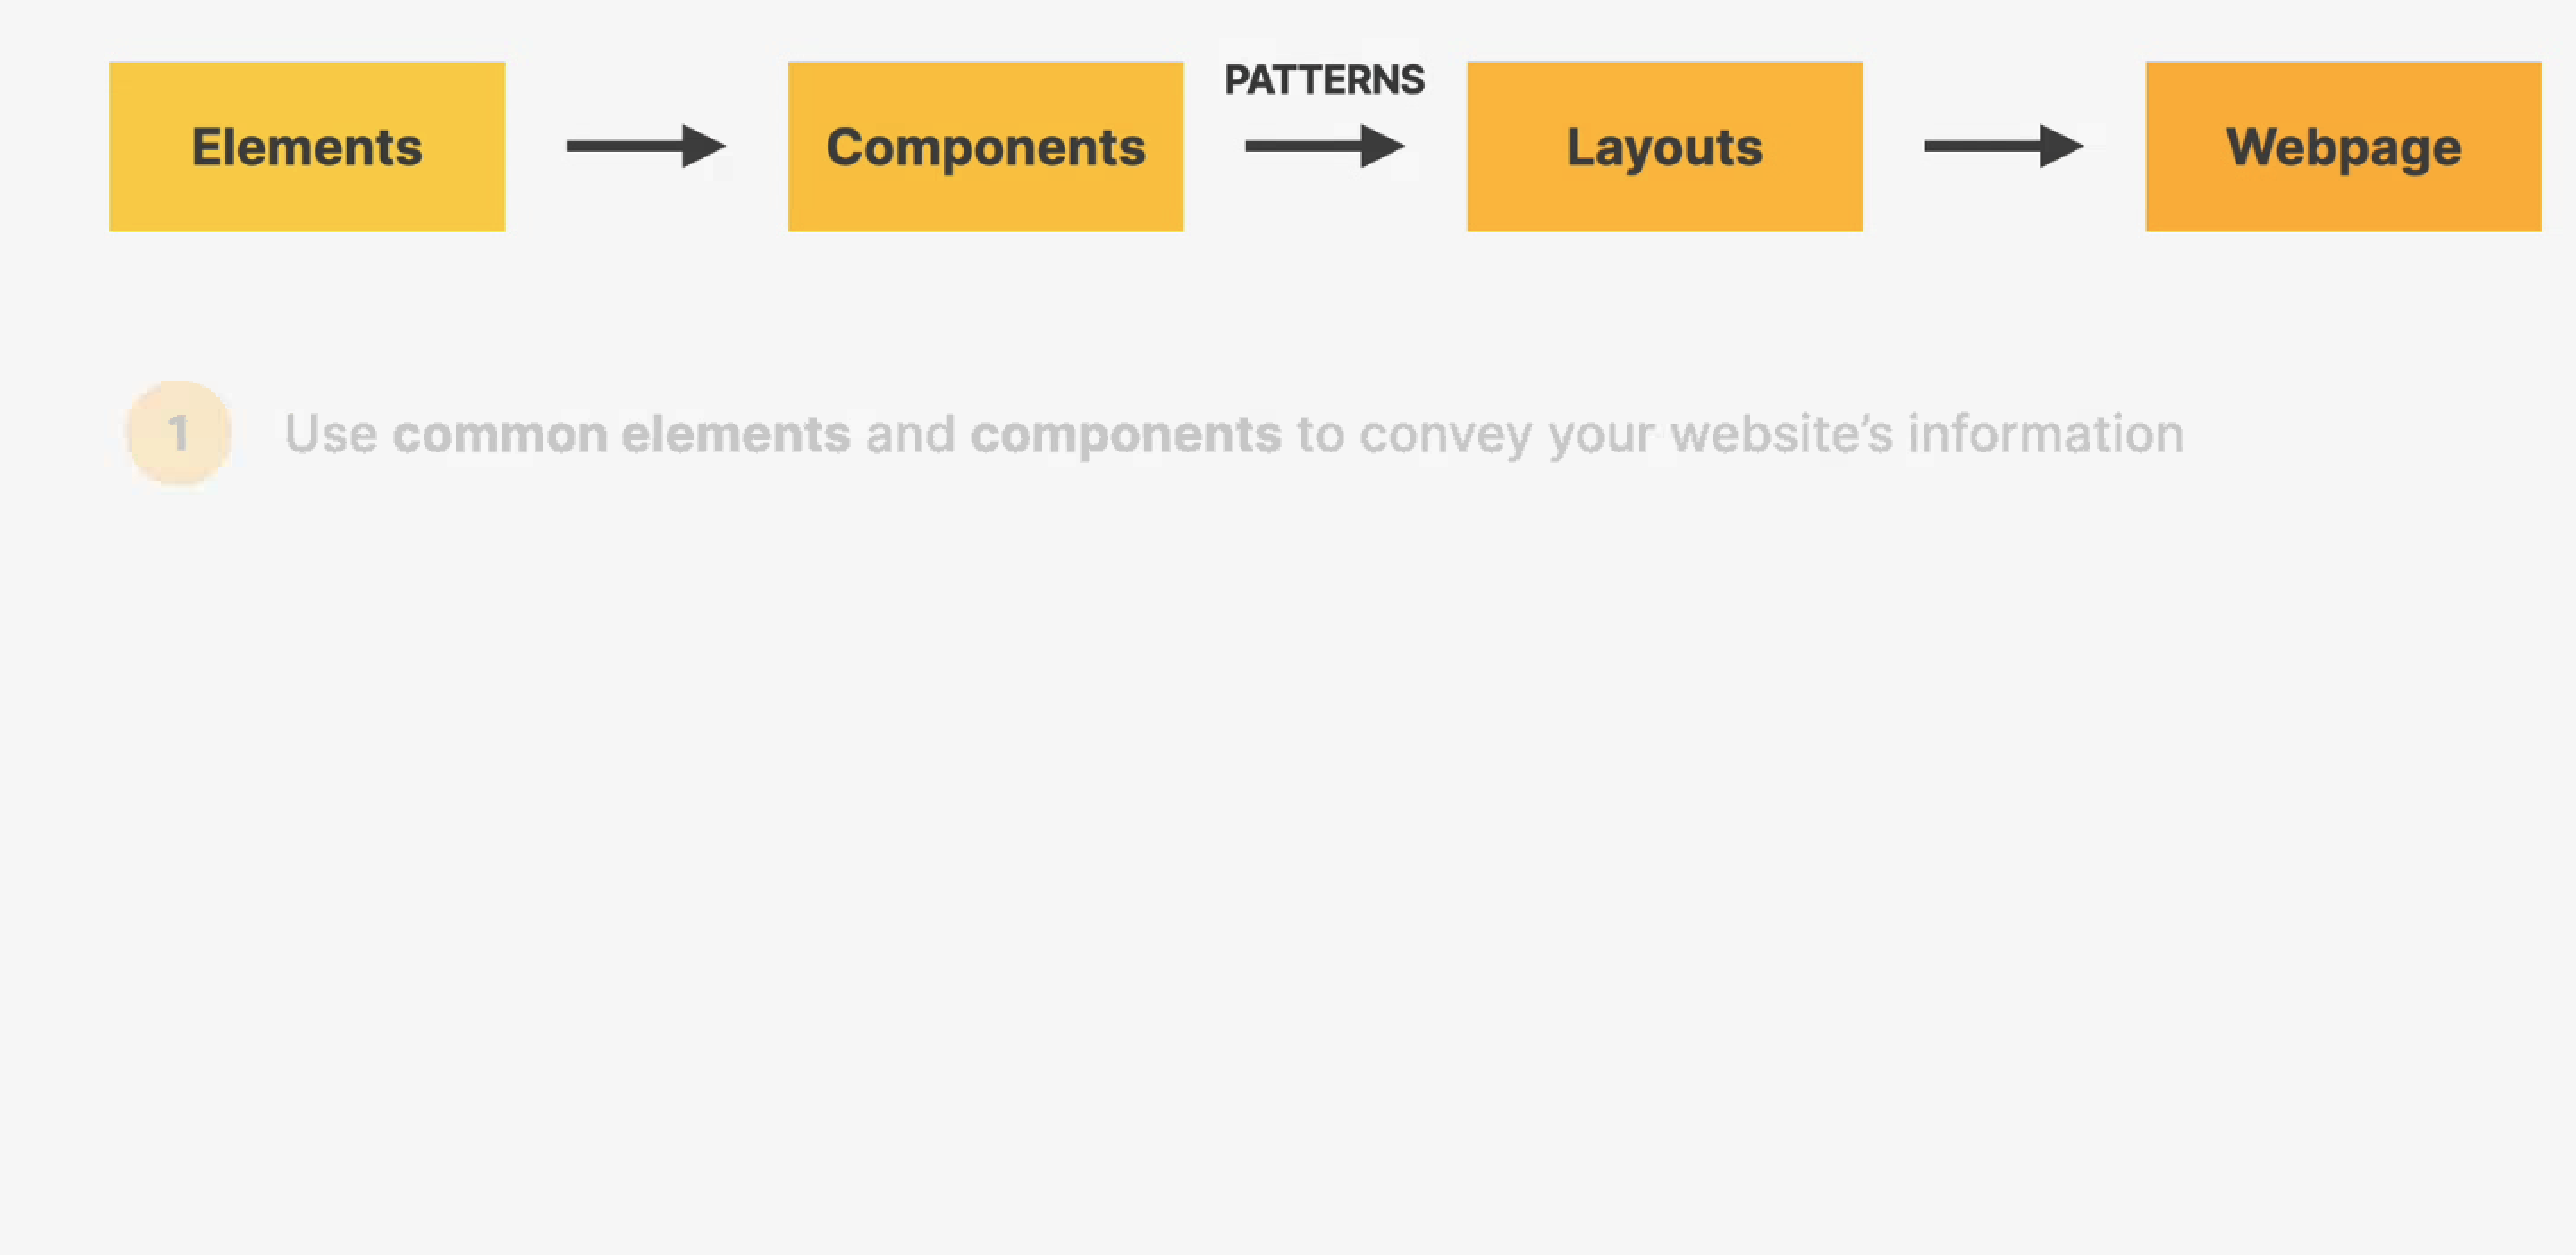 PATTERNS
Elements
Components
Layouts
Webpage
1 Use common elements and components to convey your website’s information